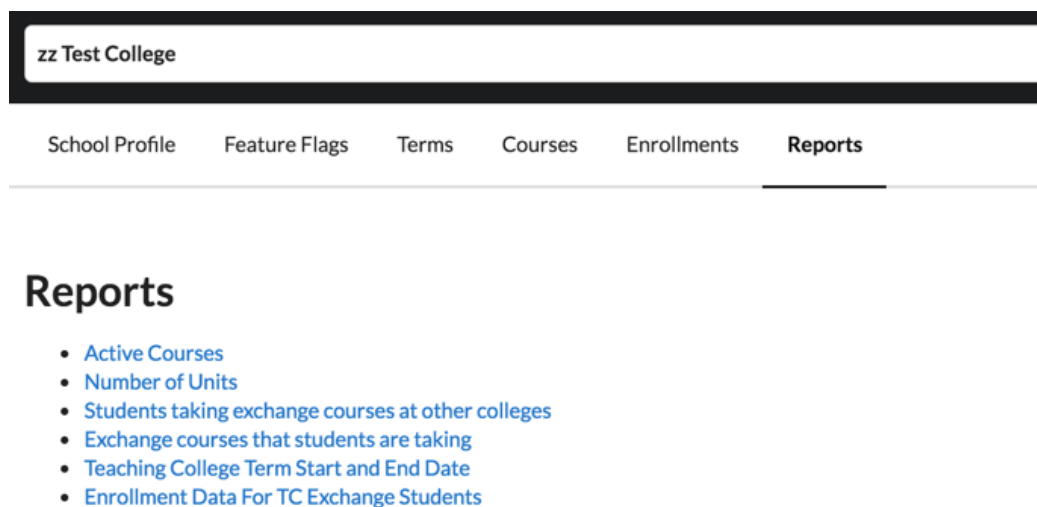 zz Test College
School Profile Feature Flags Terms Courses Enrollments Reports
Reports
Active Courses
Number of Units
Students taking exchange courses at other colleges
Exchange courses that students are taking
Teaching College Term Start and End Date
Enrollment Data For TC Exchange Students